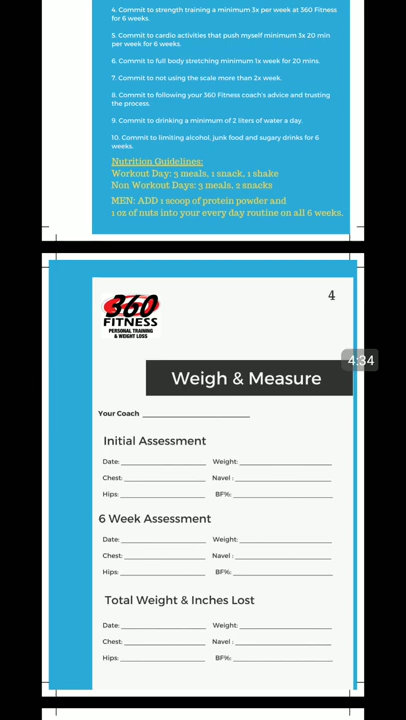 4. Commit to strength training a minimum 3x per week at 360 Fitness
for 6 weeks.
5. Commit to cardio activities that push myself minimum 3x 20 min
per week for 6 weeks.
6. Commit to full body stretching minimum 1x week for 20 mins.
7. Commit to not using the scale more than 2x week.
8. Commit to following your 360 Fitness coach's advice and trusting
the process.
9. Commit to drinking a minimum of 2 liters of water a day.
10. Commit to limiting alcohol, junk food and sugary drinks for 6
weeks.
Nutrition Guidelines:
Workout Day: 3 meals, 1 snack, 1 shake
Non Workout Days: 3 meals, 2 snacks
MEN: ADD 1 scoop of protein powder and
1 oz of nuts into your every day routine on all 6 weeks.
4
360
FITNESS
PERSONAL TRAINING
& WEIGHT LOSS
4:34
Weigh & Measure
Your Coach
Initial Assessment
Date: Weight:
Chest: Navel :
Hips: BF%:
6 Week Assessment
Date: Weight:
Chest: Navel :
Hips: BF%:
Total Weight & Inches Lost
Date: Weight:
Chest: Navel :
Hips: BF%: